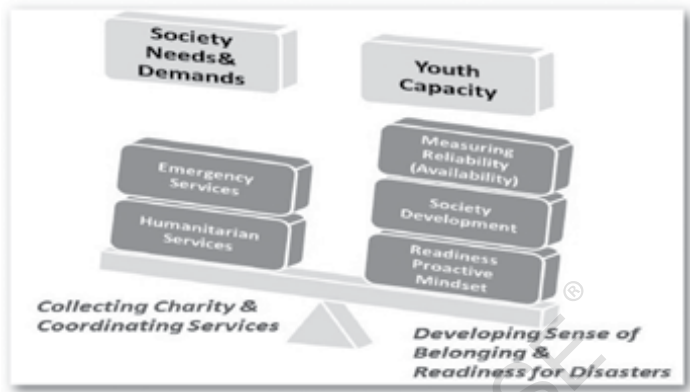 Society
Needs&
Demands
Youth
Capacity
Emergency
Services
Humanitarian
Services
Measuring
Reliability
(Availability)
Society
Development
Readiness
Proactive
Mindset
Collecting Charity &
Coordinating Services
Developing Sense of
Belonging &
Readiness for Disasters
®